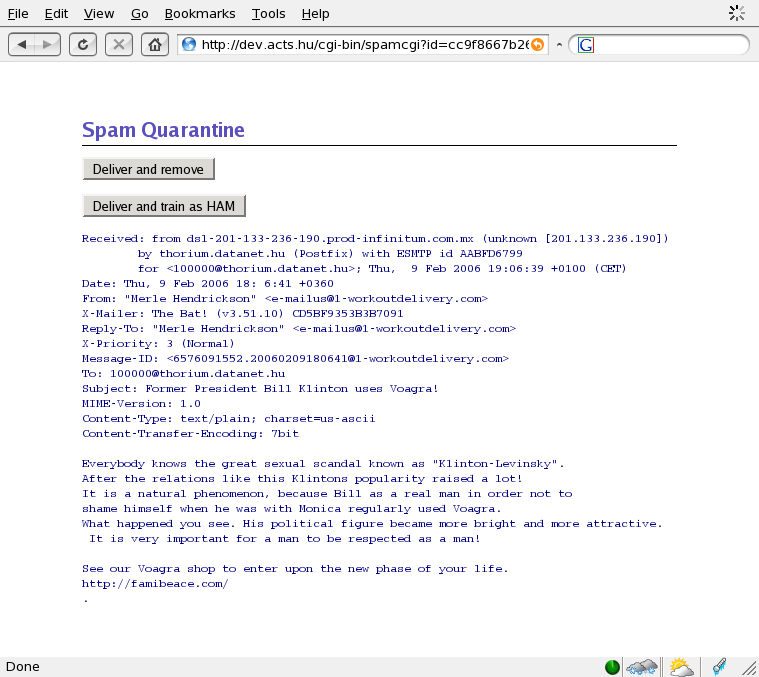 File Edit View Go Bookmarks Tools Help
http://dev.acts.hu/cgi-bin/spamcgi?id=cc9f8667b26
G
Spam Quarantine
Deliver and remove
Deliver and train as HAM
Received: from dsl-201-133-236-190.prod-infinitum.com.mx (unknown [201.133.236.190])
by thorium.datanet.hu (Postfix) with ESMTP id AABFD6799
for <100000@thorium.datanet.hu>; Thu,  9 Feb 2006 19:06:39 +0100 (CET)
Date: Thu, 9 Feb 2006 18: 6:41 +0360
From: "Merle Hendrickson" <e-mailus@1-workoutdelivery.com>
X-Mailer: The Bat! (v3.51.10) CD5BF9353B3B7091
Reply-To: "Merle Hendrickson" <e-mailus@1-workoutdelivery.com>
X-Priority: 3 (Normal)
Message-ID: <6576091552.20060209180641@1-workoutdelivery.com>
To: 100000@thorium.datanet.hu
Subject: Former President Bill Klinton uses Voagra!
MIME-Version: 1.0
Content-Type: text/plain; charset=us-ascii
Content-Transfer-Encoding: 7bit
Everybody knows the great sexual scandal known as "Klinton-Levinsky".
After the relations like this Klintons popularity raised a lot!
It is a natural phenomenon, because Bill as a real man in order not to
shame himself when he was with Monica regularly used Voagra.
What happened you see. His political figure became more bright and more attractive.
It is very important for a man to be respected as a man!
See our Voagra shop to enter upon the new phase of your life.
http://famibeace.com/
.
Done